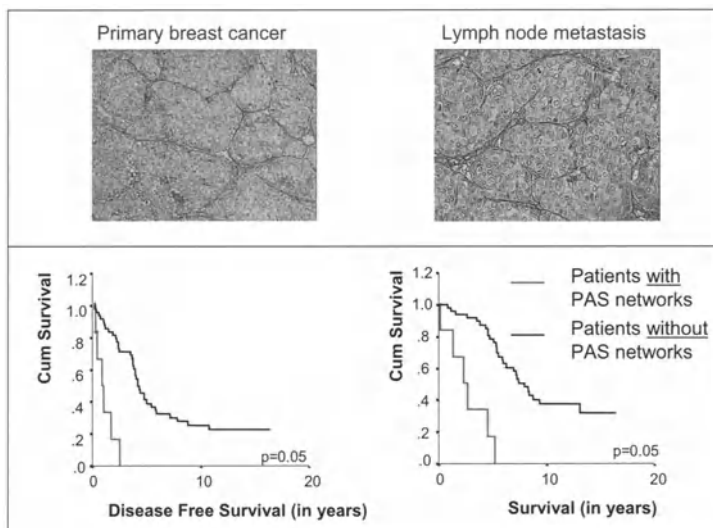 Primary breast cancer
Lymph node metastasis
Cum Survival
1.2
1.0
.8
.6
.4
.2
.0
0
10
20
p=0.05
Disease Free Survival (in years)
Cum Survival
1.2
1.0
.8
.6
.4
.2
.0
0
10
20
p=0.05
Survival (in years)
Patients with
PAS networks
Patients without
PAS networks